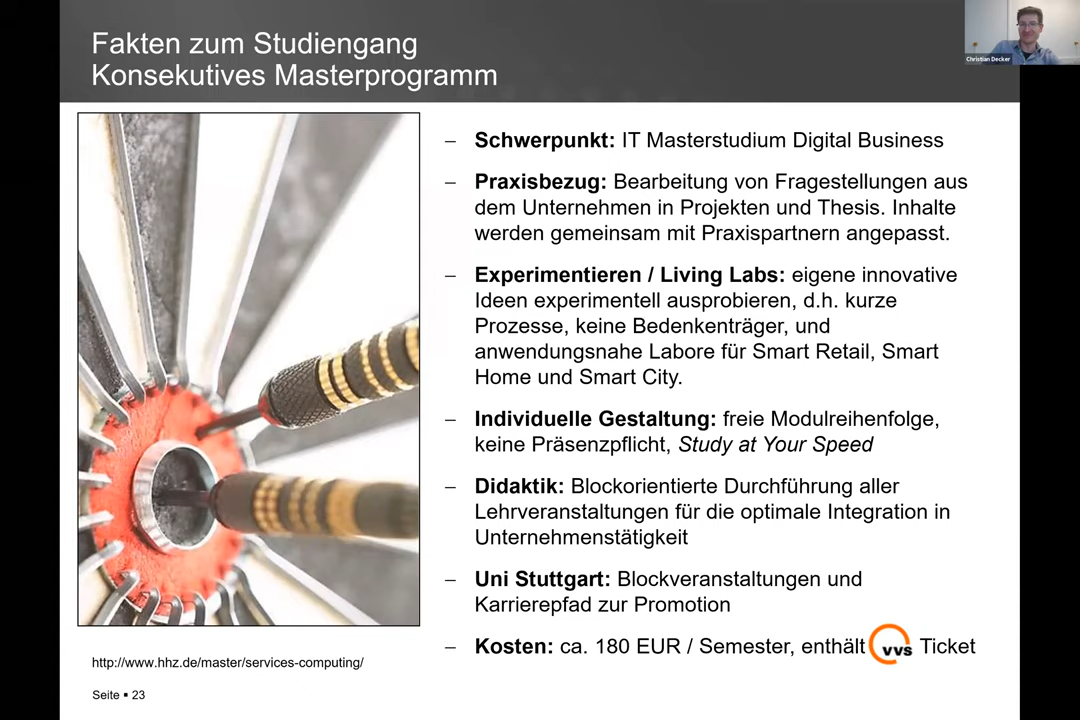 Fakten zum Studiengang
Konsekutives Masterprogramm
Christian Decker
– Schwerpunkt: IT Masterstudium Digital Business
– Praxisbezug: Bearbeitung von Fragestellungen aus
dem Unternehmen in Projekten und Thesis. Inhalte
werden gemeinsam mit Praxispartnern angepasst.
– Experimentieren / Living Labs: eigene innovative
Ideen experimentell ausprobieren, d.h. kurze
Prozesse, keine Bedenkenträger, und
anwendungsnahe Labore für Smart Retail, Smart
Home und Smart City.
– Individuelle Gestaltung: freie Modulreihenfolge,
keine Präsenzpflicht, Study at Your Speed
– Didaktik: Blockorientierte Durchführung aller
Lehrveranstaltungen für die optimale Integration in
Unternehmenstätigkeit
– Uni Stuttgart: Blockveranstaltungen und
Karrierepfad zur Promotion
– Kosten: ca. 180 EUR / Semester, enthält vvs Ticket
http://www.hhz.de/master/services-computing/
Seite ▪ 23